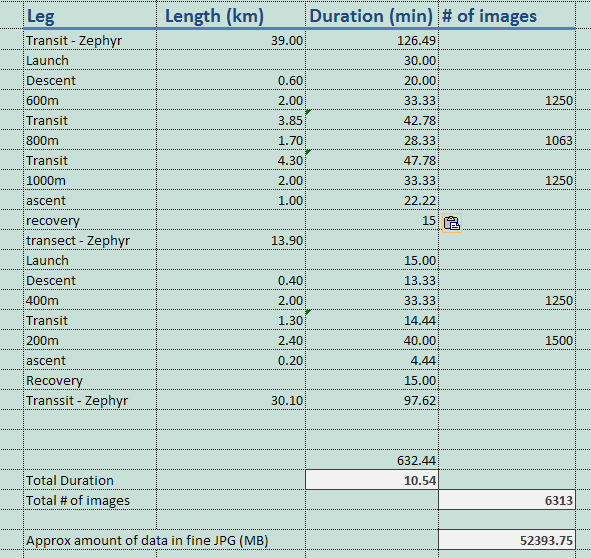 Leg Length (km) Duration (min) # of images
Transit - Zephyr 39.00 126.49
Launch 30.00
Descent 0.60 20.00
600m 2.00 33.33 1250
Transit 3.85 42.78
800m 1.70 28.33 1063
Transit 4.30 47.78
1000m 2.00 33.33 1250
ascent 1.00 22.22
recovery 15
transect - Zephyr 13.90
Launch 15.00
Descent 0.40 13.33
400m 2.00 33.33 1250
Transit 1.30 14.44
200m 2.40 40.00 1500
ascent 0.20 4.44
Recovery 15.00
Transsit - Zephyr 30.10 97.62
632.44
Total Duration 10.54
Total # of images 6313
Approx amount of data in fine JPG (MB) 52393.75